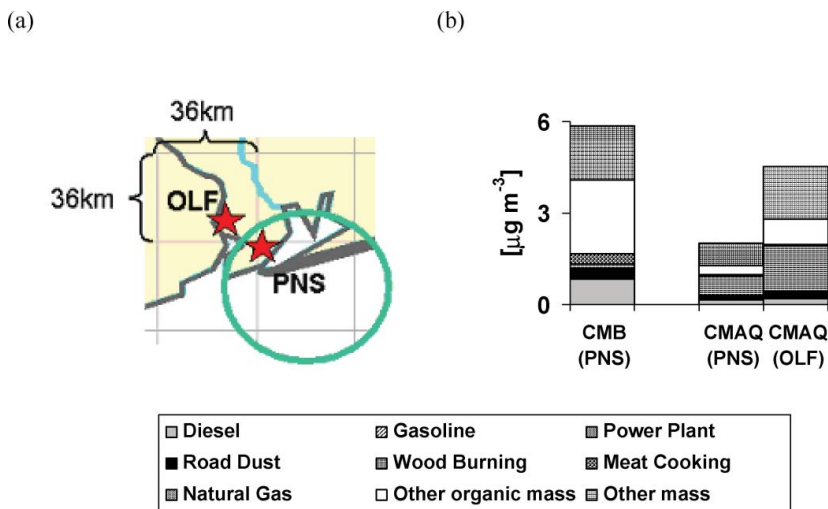 (a)
(b)
36km
36km
OLF
PNS
[µg m⁻³]
6
3
0
CMB
(PNS)
CMAQ
(PNS)
CMAQ
(OLF)
Diesel
Gasoline
Power Plant
Road Dust
Wood Burning
Meat Cooking
Natural Gas
Other organic mass
Other mass